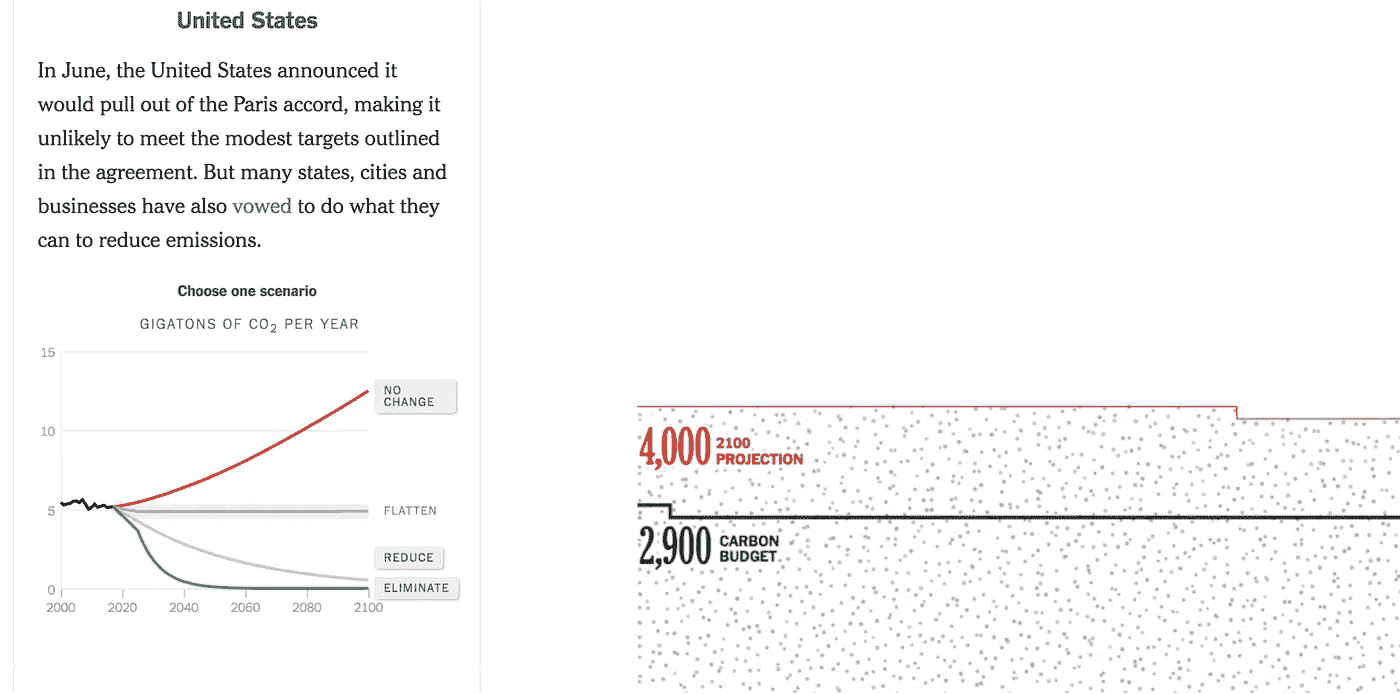 United States
In June, the United States announced it
would pull out of the Paris accord, making it
unlikely to meet the modest targets outlined
in the agreement. But many states, cities and
businesses have also vowed to do what they
can to reduce emissions.
Choose one scenario
GIGATONS OF CO₂ PER YEAR
15
10
5
0
2000 2020 2040 2060 2080 2100
NO
CHANGE
FLATTEN
REDUCE
ELIMINATE
4,000 2100
PROJECTION
2,900 CARBON
BUDGET